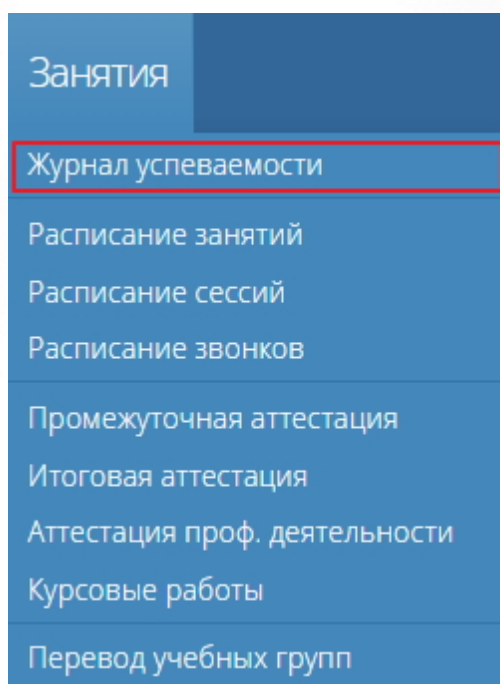 Занятия
Журнал успеваемости
Расписание занятий
Расписание сессий
Расписание звонков
Промежуточная аттестация
Итоговая аттестация
Аттестация проф. деятельности
Курсовые работы
Перевод учебных групп